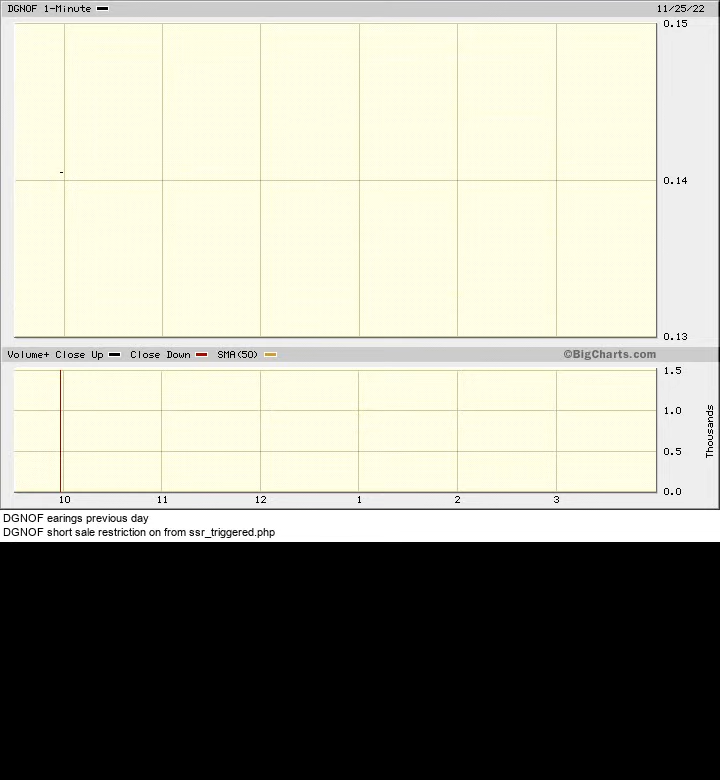 DGNOF 1-Minute 11/25/22
0.15
0.14
0.13
Volume+ Close Up Close Down SMA(50) ©BigCharts.com
1.5
1.0
0.5
0.0
Thousands
10 11 12 1 2 3
DGNOF earings previous day
DGNOF short sale restriction on from ssr_triggered.php